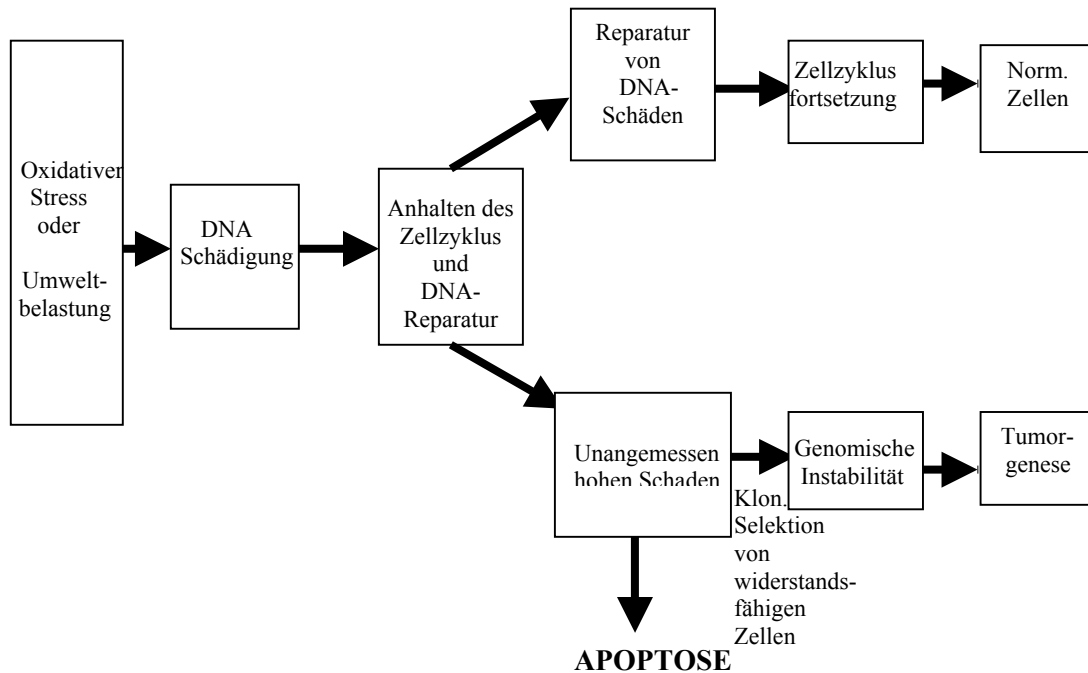 Oxidativer
Stress
oder
Umwelt-
belastung
DNA
Schädigung
Anhalten des
Zellzyklus
und
DNA-
Reparatur
Reparatur
von
DNA-
Schäden
Zellzyklus
fortsetzung
Norm.
Zellen
Unangemessen
hohen Schaden
Klon.
Selektion
von
widerstands-
fähigen
Zellen
Genomische
Instabilität
Tumor-
genese
APOPTOSE